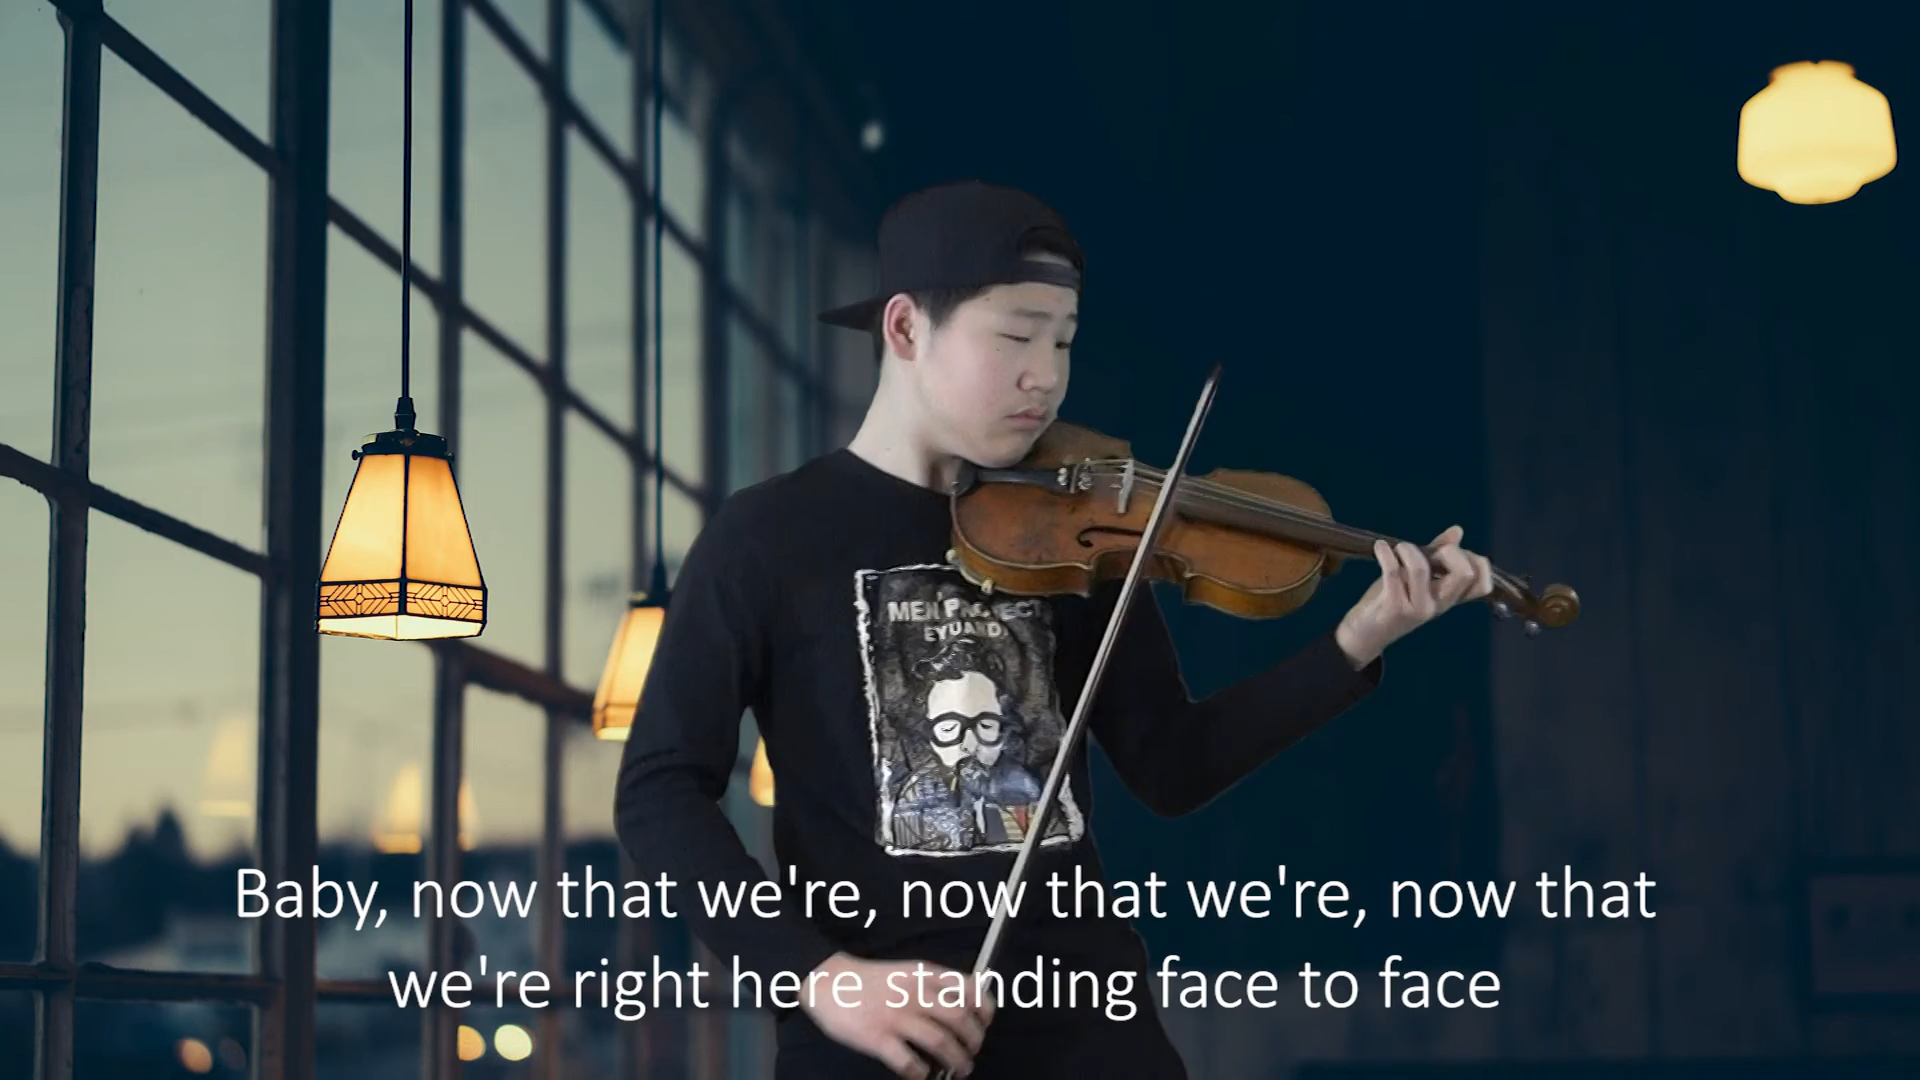 MEN'PROJECT
EYUAND
Baby, now that we're, now that we're, now that
we're right here standing face to face